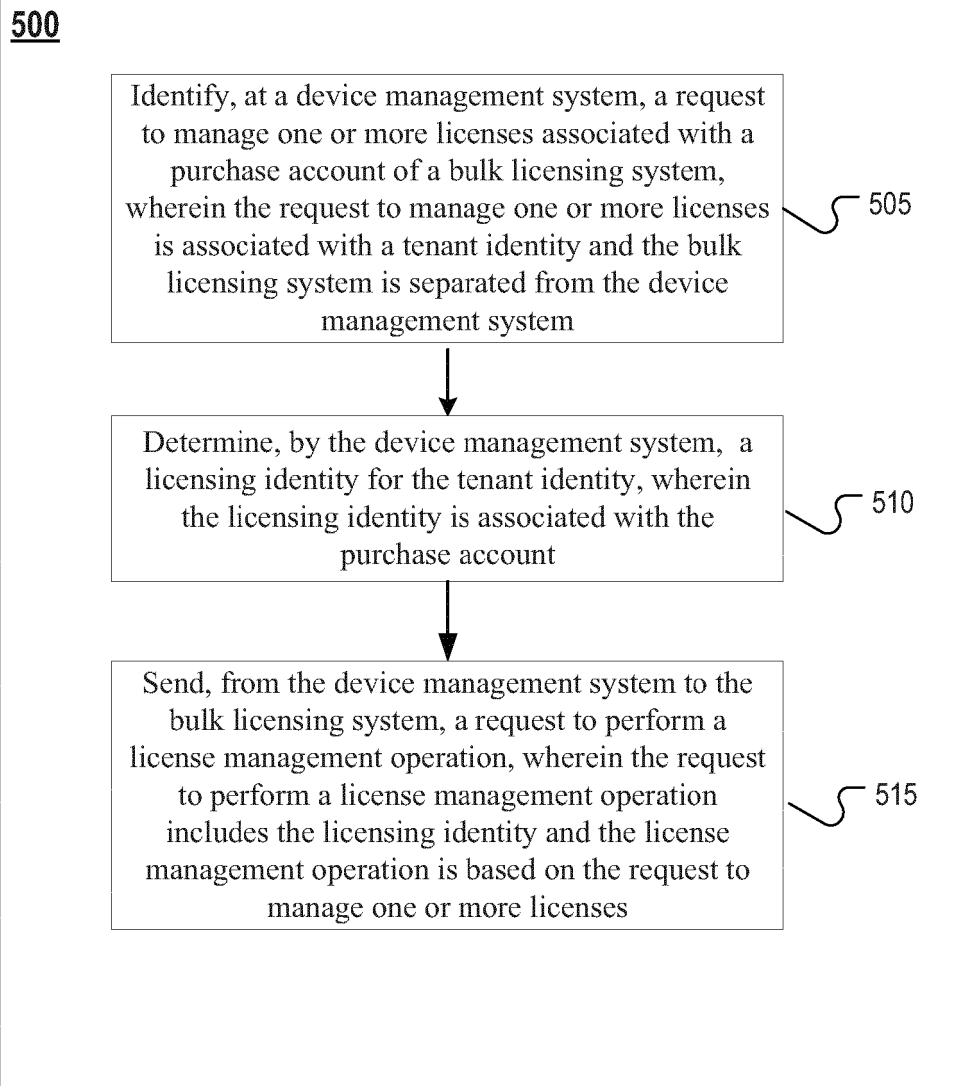 500
Identify, at a device management system, a request
to manage one or more licenses associated with a
purchase account of a bulk licensing system,
wherein the request to manage one or more licenses
is associated with a tenant identity and the bulk
licensing system is separated from the device
management system
505
Determine, by the device management system, a
licensing identity for the tenant identity, wherein
the licensing identity is associated with the
purchase account
510
Send, from the device management system to the
bulk licensing system, a request to perform a
license management operation, wherein the request
to perform a license management operation
includes the licensing identity and the license
management operation is based on the request to
manage one or more licenses
515